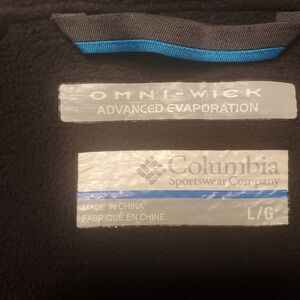 OMNI-WICK
ADVANCED EVAPORATION
Columbia
Sportswear Company
MADE IN CHINA
FABRIQUÉ EN CHINE
L/G